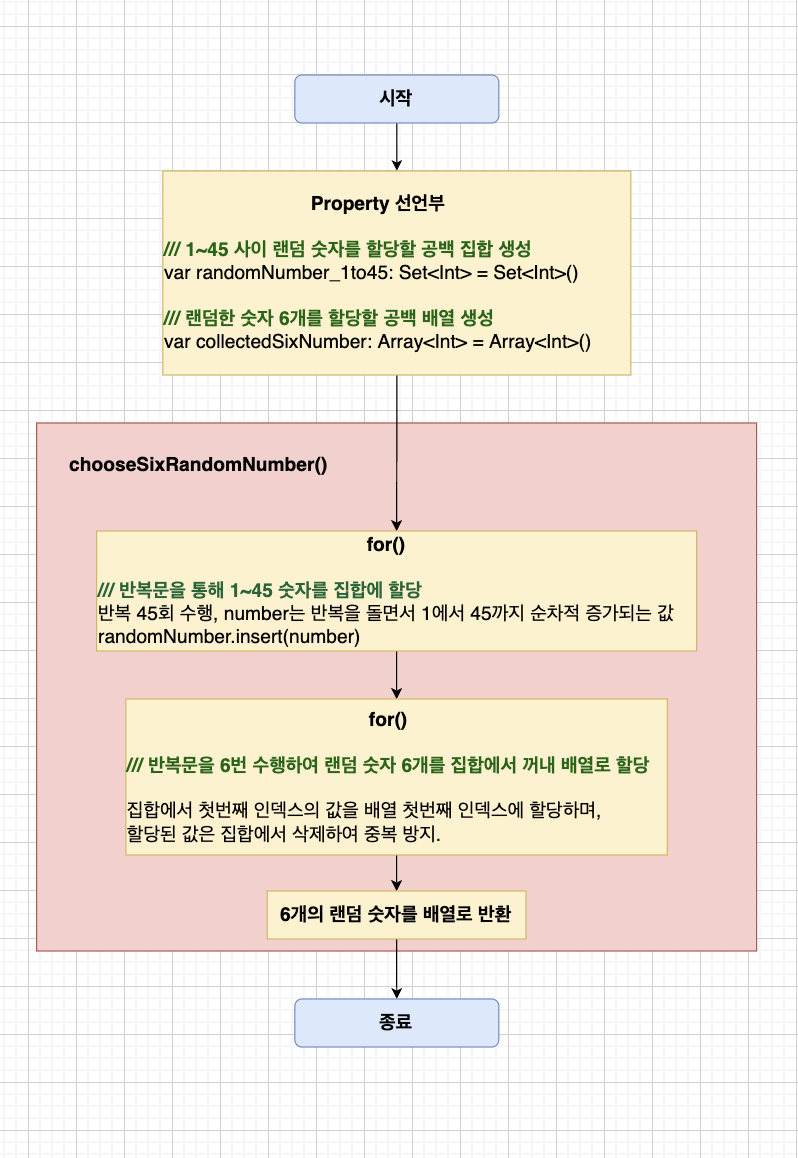 시작
Property 선언부
/// 1~45 사이 랜덤 숫자를 할당할 공백 집합 생성
var randomNumber_1to45: Set<Int> = Set<Int>()
/// 랜덤한 숫자 6개를 할당할 공백 배열 생성
var collectedSixNumber: Array<Int> = Array<Int>()
chooseSixRandomNumber()
for()
/// 반복문을 통해 1~45 숫자를 집합에 할당
반복 45회 수행, number는 반복을 돌면서 1에서 45까지 순차적 증가되는 값
randomNumber.insert(number)
for()
/// 반복문을 6번 수행하여 랜덤 숫자 6개를 집합에서 꺼내 배열로 할당
집합에서 첫번째 인덱스의 값을 배열 첫번째 인덱스에 할당하며,
할당된 값은 집합에서 삭제하여 중복 방지.
6개의 랜덤 숫자를 배열로 반환
종료